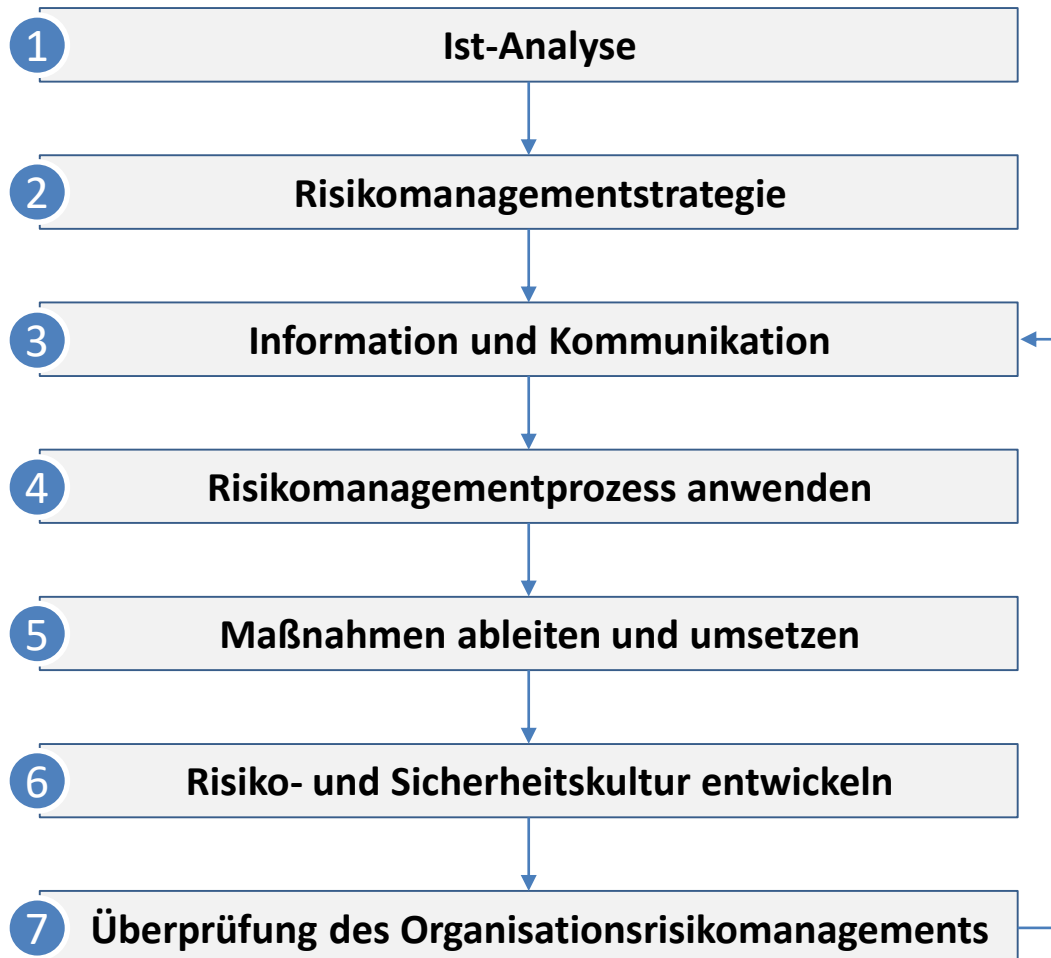 1 Ist-Analyse
2 Risikomanagementstrategie
3 Information und Kommunikation
4 Risikomanagementprozess anwenden
5 Maßnahmen ableiten und umsetzen
6 Risiko- und Sicherheitskultur entwickeln
7 Überprüfung des Organisationsrisikomanagements